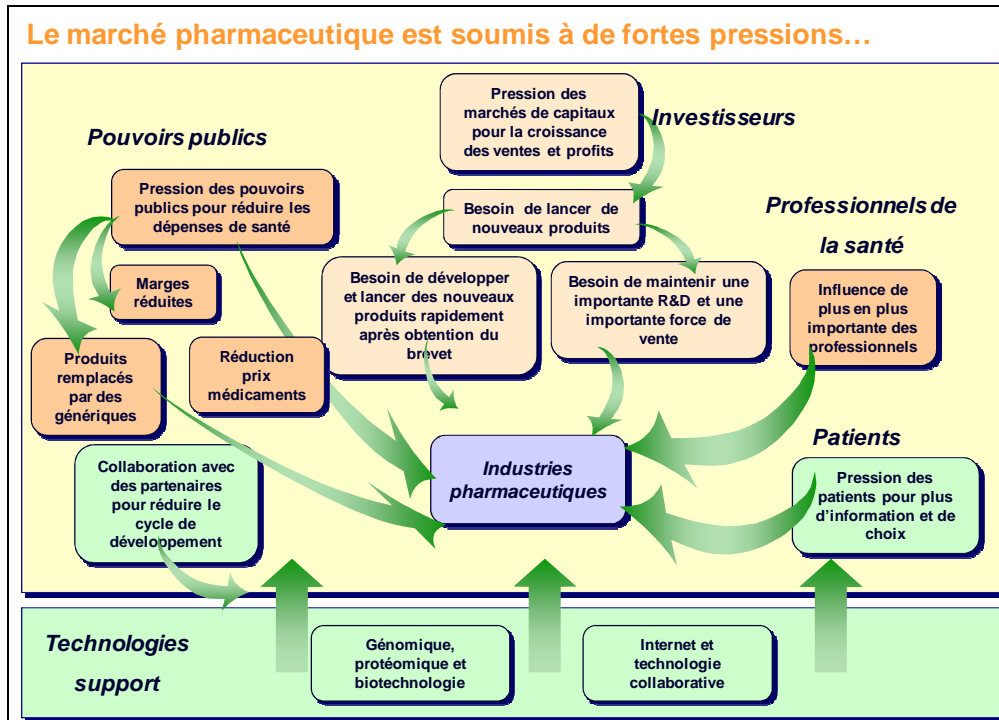 Le marché pharmaceutique est soumis à de fortes pressions…
Pression des
marchés de capitaux
pour la croissance
des ventes et profits
Investisseurs
Pouvoirs publics
Pression des pouvoirs
publics pour réduire les
dépenses de santé
Besoin de lancer de
nouveaux produits
Professionnels de
la santé
Marges
réduites
Besoin de développer
et lancer des nouveaux
produits rapidement
après obtention du
brevet
Besoin de maintenir une
importante R&D et une
importante force de
vente
Influence de
plus en plus
importante des
professionnels
Produits
remplacés
par des
génériques
Réduction
prix
médicaments
Collaboration avec
des partenaires
pour réduire le
cycle de
développement
Industries
pharmaceutiques
Patients
Pression des
patients pour plus
d'information et de
choix
Technologies
support
Génomique,
protéomique et
biotechnologie
Internet et
technologie
collaborative